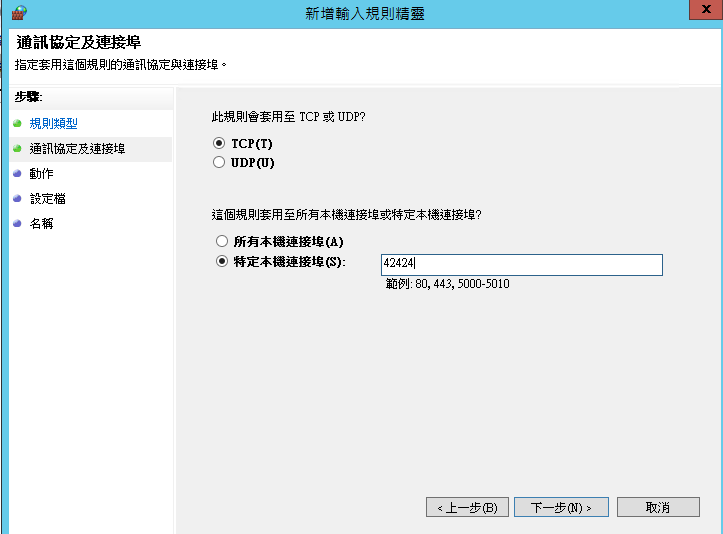 新增輸入規則精靈
x
通訊協定及連接埠
指定套用這個規則的通訊協定與連接埠。
步驟:
規則類型
通訊協定及連接埠
動作
設定檔
名稱
此規則會套用至 TCP 或 UDP?
TCP(T)
UDP(U)
這個規則套用至所有本機連接埠或特定本機連接埠?
所有本機連接埠(A)
特定本機連接埠(S):
42424
範例: 80, 443, 5000-5010
< 上一步(B)
下一步(N) >
取消